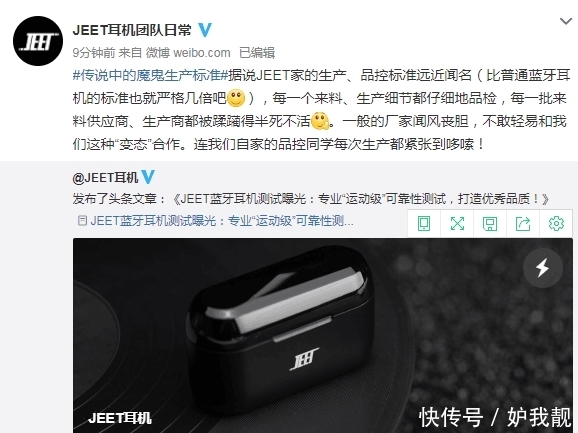 JEET
JEET耳机团队日常
9分钟前 来自 微博 weibo.com 已编辑
#传说中的魔鬼生产标准#据说JEET家的生产、品控标准远近闻名（比普通蓝牙耳
机的标准也就严格几倍吧），每一个来料、生产细节都仔细地品检，每一批来
料供应商、生产商都被蹂躏得半死不活。一般的厂家闻风丧胆，不敢轻易和我
们这种“变态”合作。连我们自家的品控同学每次生产都紧张到哆嗦！
@JEET耳机
发布了头条文章：《JEET蓝牙耳机测试曝光：专业“运动级”可靠性测试，打造优秀品质！》
JEET蓝牙耳机测试曝光：专业“运动级”可靠性测...
JEET
JEET耳机
快传号／妒我靓